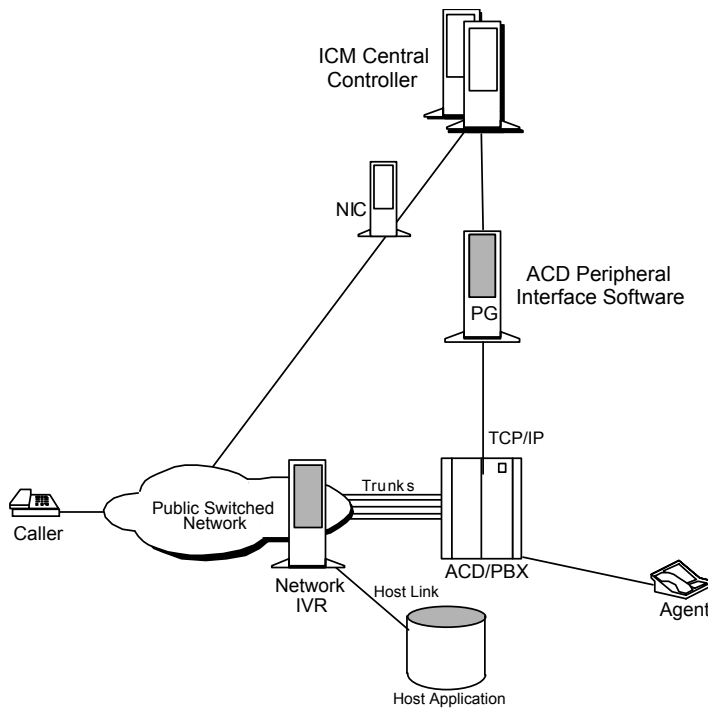 ICM Central
Controller
NIC
ACD Peripheral
Interface Software
PG
TCP/IP
Trunks
Public Switched
Network
Caller
ACD/PBX
Network
IVR
Host Link
Agent
Host Application